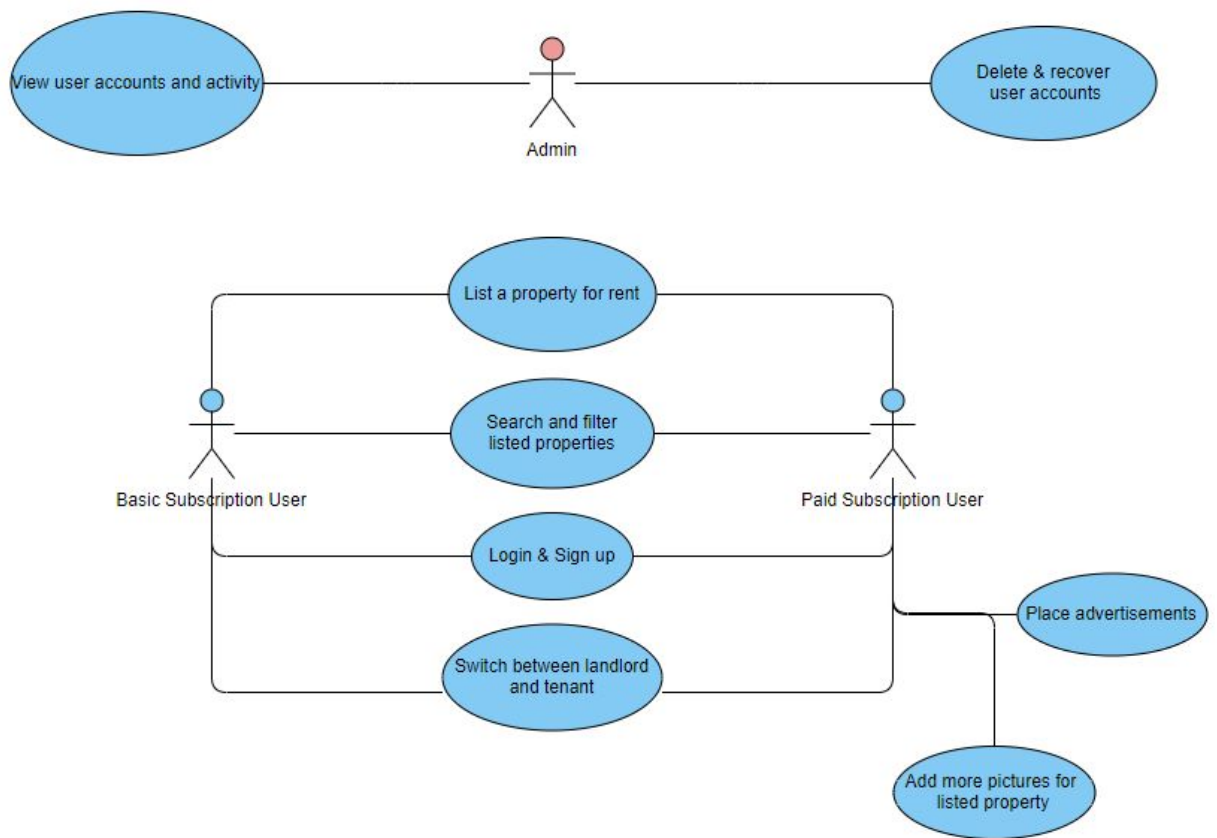 View user accounts and activity
Delete & recover
user accounts
Admin
List a property for rent
Search and filter
listed properties
Basic Subscription User
Paid Subscription User
Login & Sign up
Place advertisements
Switch between landlord
and tenant
Add more pictures for
listed property